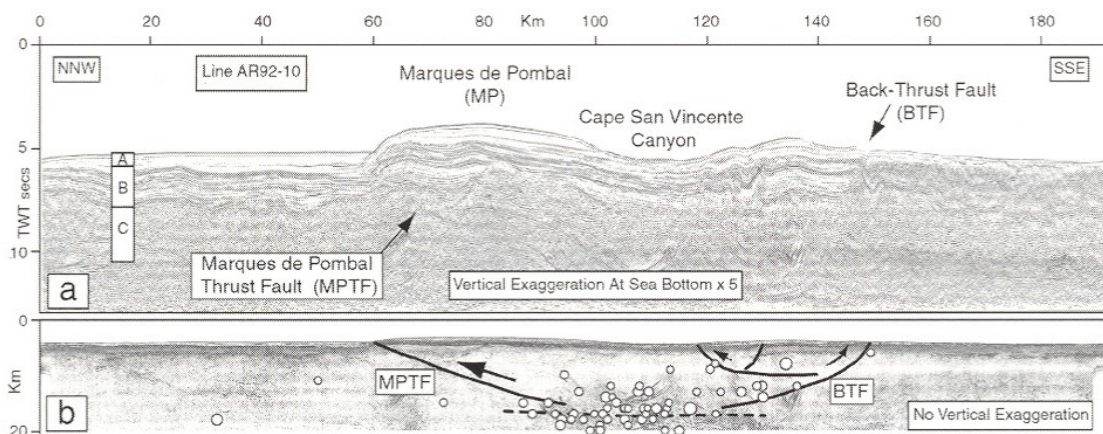 0 20 40 60 80 Km 100 120 140 160 180
0
NNW
Line AR92-10
Marques de Pombal
(MP)
Cape San Vincente
Canyon
Back-Thrust Fault
(BTF)
SSE
5
A
B
C
TWT secs
10
Marques de Pombal
Thrust Fault (MPTF)
Vertical Exaggeration At Sea Bottom x 5
a
0
Km
MPTF
BTF
b
No Vertical Exaggeration
20